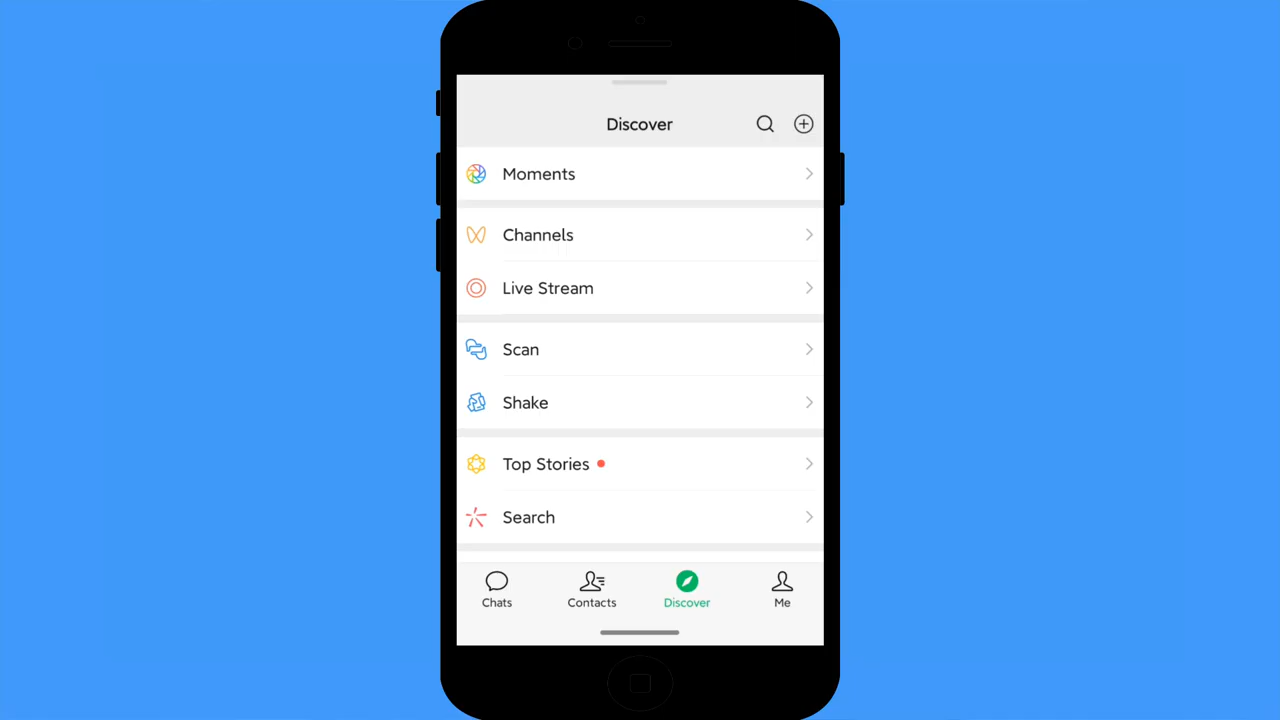 Discover
Moments
Channels
Live Stream
Scan
Shake
Top Stories
Search
Chats
Contacts
Discover
Me